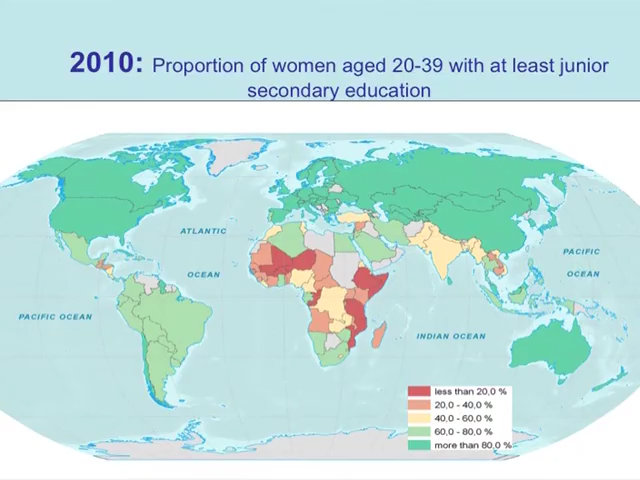 2010: Proportion of women aged 20-39 with at least junior
secondary education
ATLANTIC
OCEAN
PACIFIC
OCEAN
PACIFIC OCEAN
INDIAN OCEAN
less than 20,0 %
20,0 - 40,0 %
40,0 - 60,0 %
60,0 - 80,0 %
more than 80,0 %